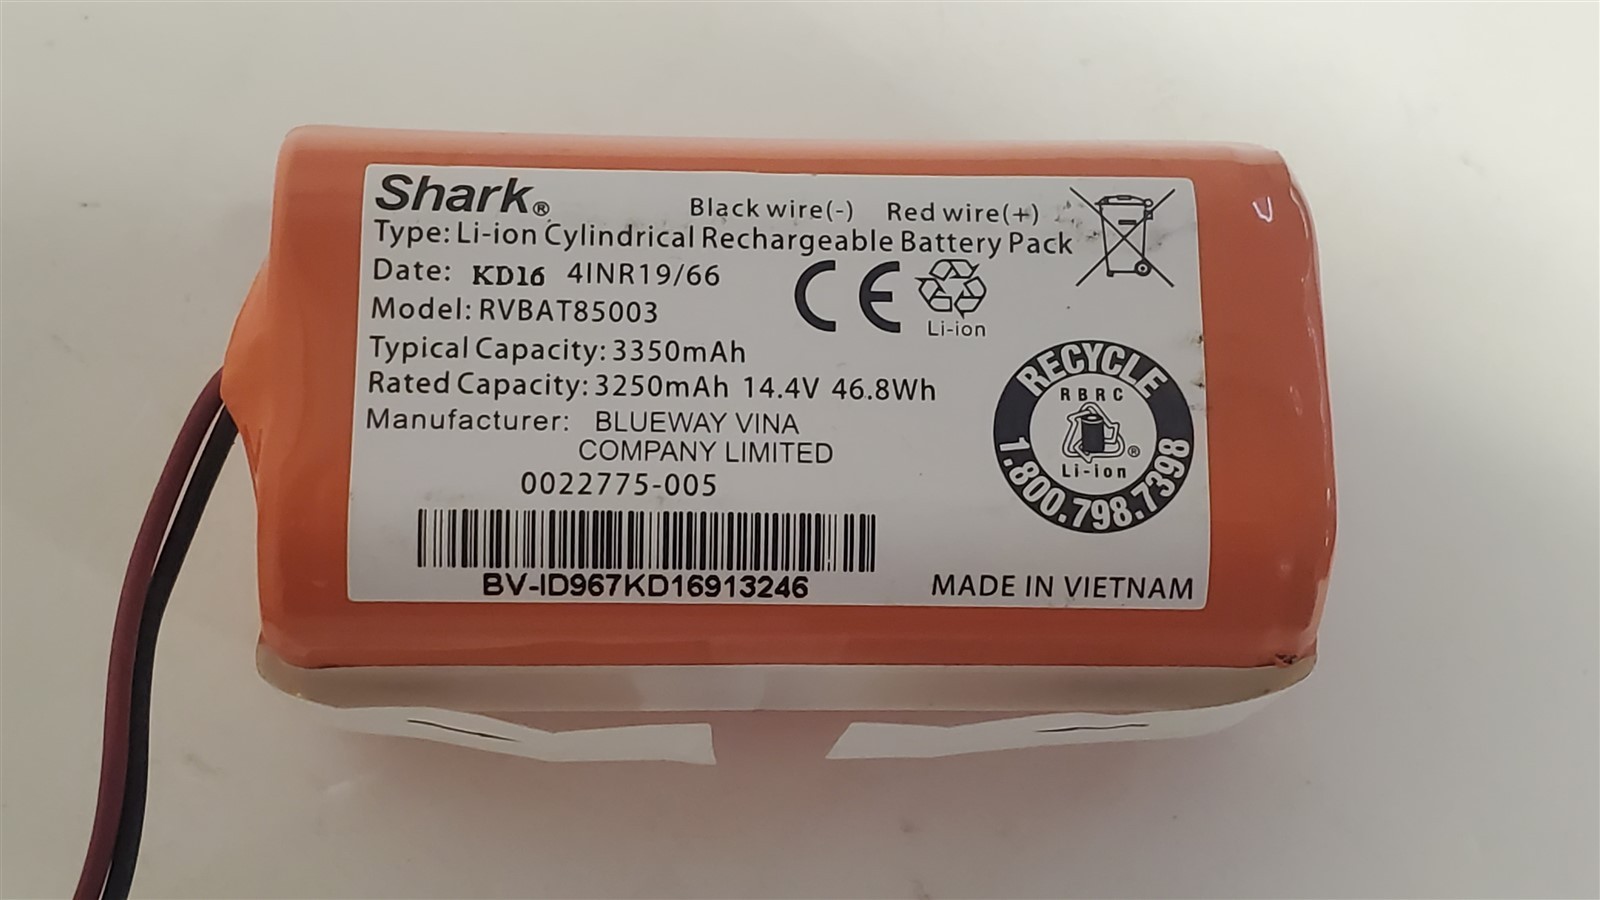 Shark®
Black wire(-) Red wire(+)
Type: Li-ion Cylindrical Rechargeable Battery Pack
Date: KD16 4INR19/66
Model: RVBAT85003
CE
Li-ion
Typical Capacity: 3350mAh
Rated Capacity: 3250mAh 14.4V 46.8Wh
Manufacturer: BLUEWAY VINA
COMPANY LIMITED
0022775-005
BV-ID967KD16913246
RECYCLE
RBRC
®
Li-ion
1.800.798.7398
MADE IN VIETNAM